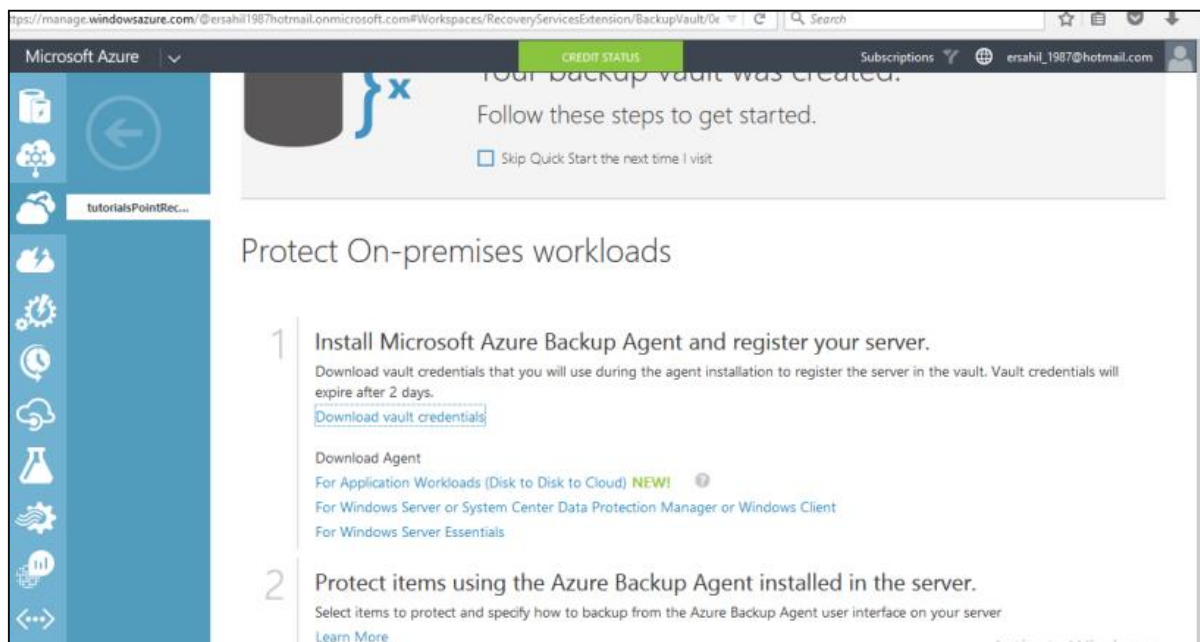 ttps://manage.windowsazure.com/@ersahil1987hotmail.onmicrosoft.com#Workspaces/RecoveryServicesExtension/BackupVault/0e
Search
Microsoft Azure
CREDIT STATUS
Subscriptions
ersahil_1987@hotmail.com
Your backup vault was created.
Follow these steps to get started.
Skip Quick Start the next time I visit
tutorialsPointRec...
Protect On-premises workloads
1
Install Microsoft Azure Backup Agent and register your server.
Download vault credentials that you will use during the agent installation to register the server in the vault. Vault credentials will
expire after 2 days.
Download vault credentials
Download Agent
For Application Workloads (Disk to Disk to Cloud) NEW!
For Windows Server or System Center Data Protection Manager or Windows Client
For Windows Server Essentials
2
Protect items using the Azure Backup Agent installed in the server.
Select items to protect and specify how to backup from the Azure Backup Agent user interface on your server
Learn More